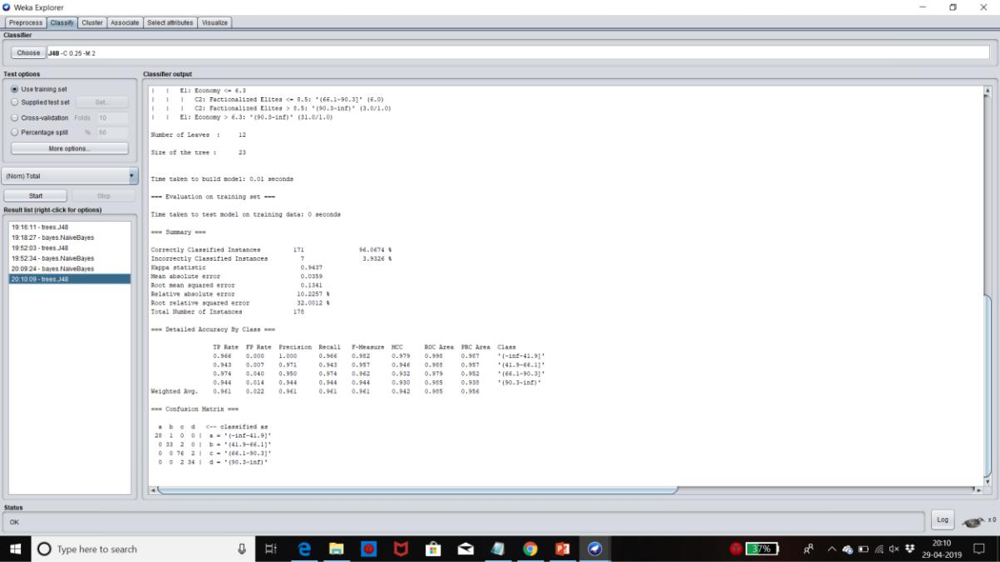 Weka Explorer
Preprocess Classify Cluster Associate Select attributes Visualize
Classifier
Choose J48 -C 0.25 -M 2
Test options
Use training set
Supplied test set Set...
Cross-validation Folds 10
Percentage split % 66
More options...
(Nom) Total
Start Stop
Result list (right-click for options)
19:16:11 - trees.J48
19:18:27 - bayes.NaiveBayes
19:52:03 - trees.J48
19:52:34 - bayes.NaiveBayes
20:09:24 - bayes.NaiveBayes
20:10:09 - trees.J48
Classifier output
| | E1: Economy <= 6.3
| | | C2: Factionalized Elites <= 8.5: '(66.1-90.3]' (6.0)
| | | C2: Factionalized Elites > 8.5: '(90.3-inf)' (3.0/1.0)
| | E1: Economy > 6.3: '(90.3-inf)' (31.0/1.0)
Number of Leaves : 12
Size of the tree : 23
Time taken to build model: 0.01 seconds
=== Evaluation on training set ===
Time taken to test model on training data: 0 seconds
=== Summary ===
Correctly Classified Instances 171 96.0674 %
Incorrectly Classified Instances 7 3.9326 %
Kappa statistic 0.9437
Mean absolute error 0.0359
Root mean squared error 0.1341
Relative absolute error 10.2257 %
Root relative squared error 32.0012 %
Total Number of Instances 178
=== Detailed Accuracy By Class ===
TP Rate FP Rate Precision Recall F-Measure MCC ROC Area PRC Area Class
0.966 0.000 1.000 0.966 0.982 0.979 0.998 0.987 '(-inf-41.9]'
0.943 0.007 0.971 0.943 0.957 0.946 0.988 0.957 '(41.9-66.1]'
0.974 0.040 0.950 0.974 0.962 0.932 0.979 0.952 '(66.1-90.3]'
0.944 0.014 0.944 0.944 0.944 0.930 0.985 0.938 '(90.3-inf)'
Weighted Avg. 0.961 0.022 0.961 0.961 0.961 0.942 0.985 0.956
=== Confusion Matrix ===
a b c d <-- classified as
28 1 0 0 | a = '(-inf-41.9]'
0 33 2 0 | b = '(41.9-66.1]'
0 0 76 2 | c = '(66.1-90.3]'
0 0 2 34 | d = '(90.3-inf)'
Status
OK
Log x 0
Type here to search
37%
20:10
29-04-2019